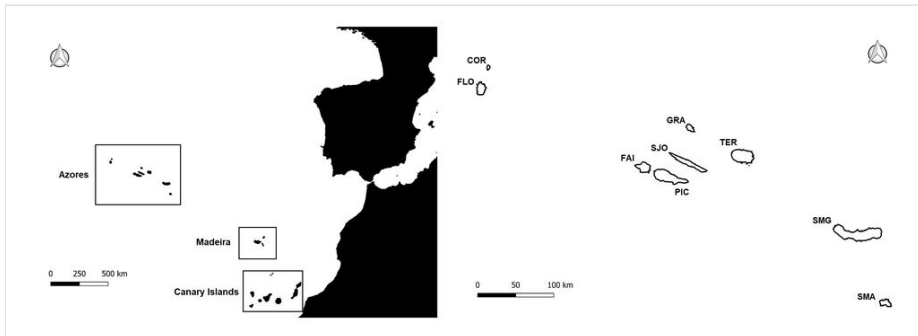 Azores
Madeira
Canary Islands
0 250 500 km
COR
FLO
GRA
SJO
TER
FAI
PIC
SMG
SMA
0 50 100 km